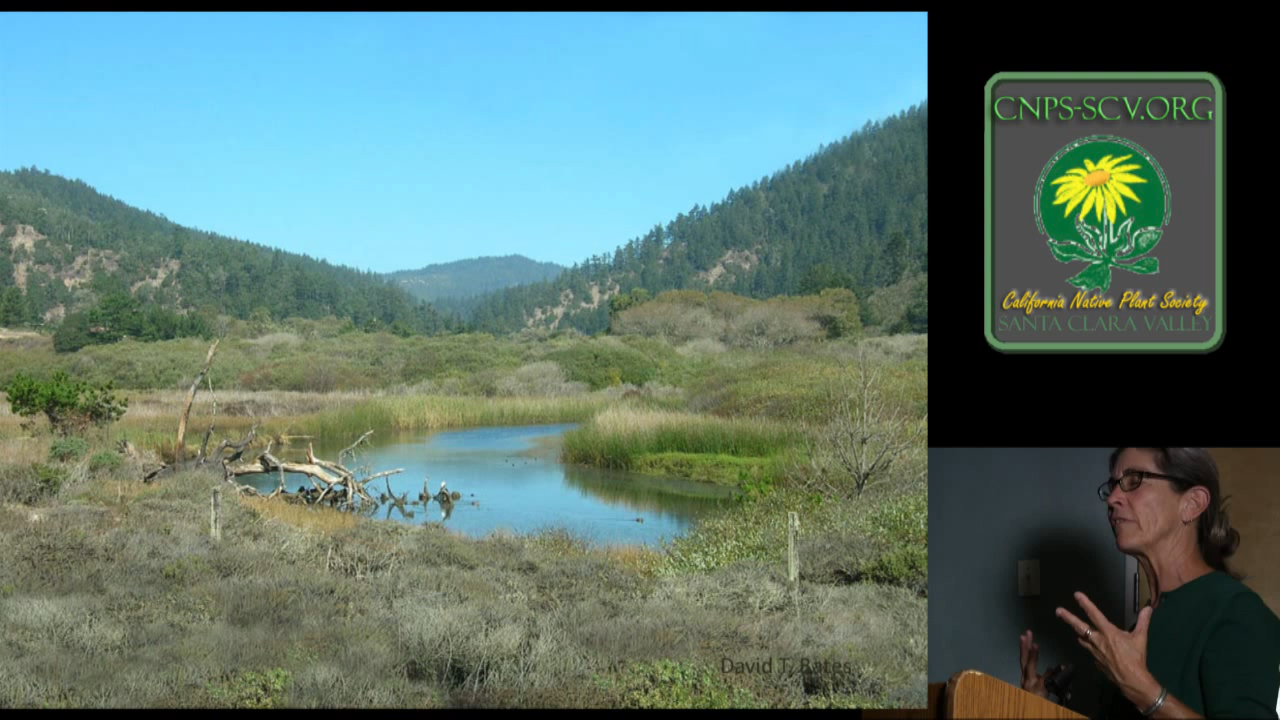 CNPS-SCV.ORG
California Native Plant Society
SANTA CLARA VALLEY
David T. Bates